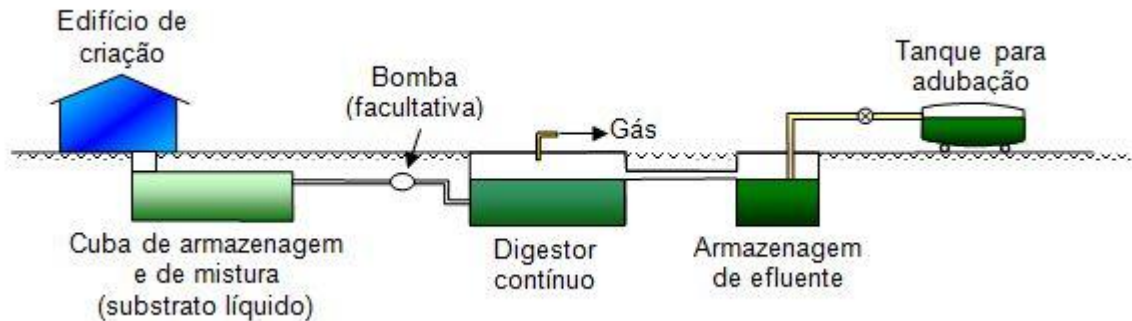 Edifício de
criação
Bomba
(facultativa)
Gás
Tanque para
adubação
Cuba de armazenagem
e de mistura
(substrato líquido)
Digestor
contínuo
Armazenagem
de efluente